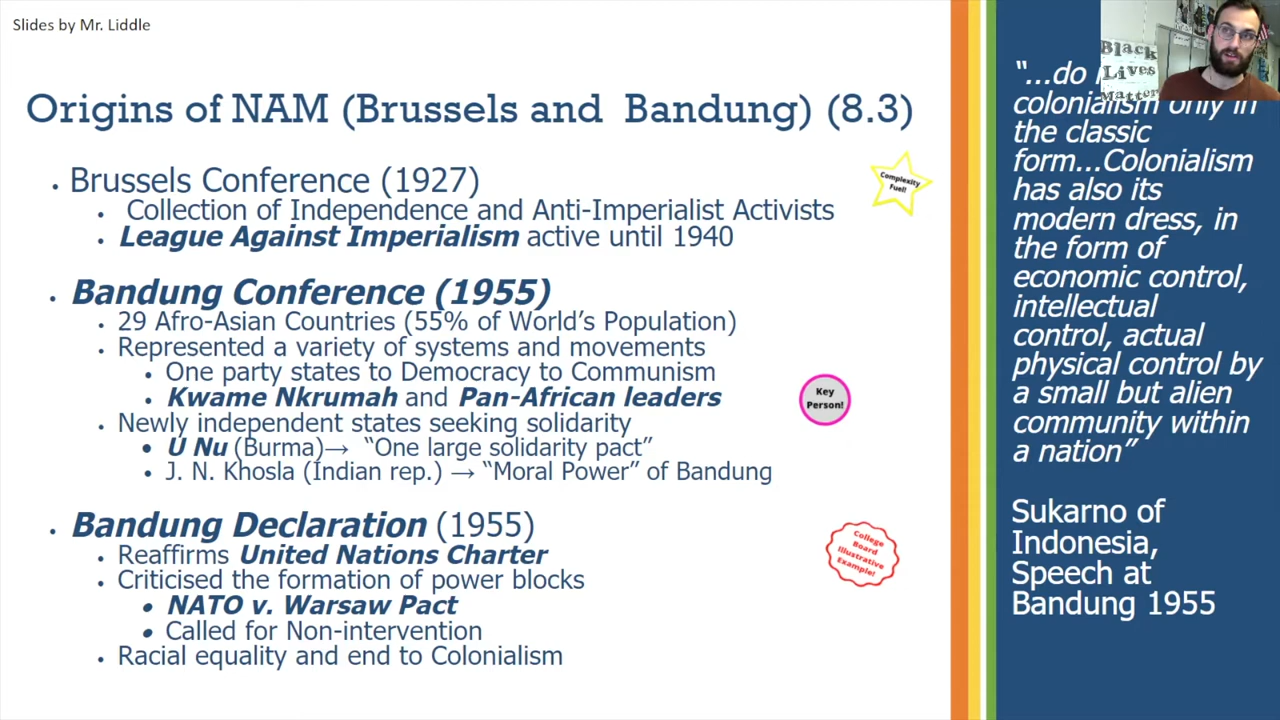 Slides by Mr. Liddle
Origins of NAM (Brussels and Bandung) (8.3)
• Brussels Conference (1927)
• Collection of Independence and Anti-Imperialist Activists
• League Against Imperialism active until 1940
Complexity
Fuel!
• Bandung Conference (1955)
• 29 Afro-Asian Countries (55% of World's Population)
• Represented a variety of systems and movements
• One party states to Democracy to Communism
• Kwame Nkrumah and Pan-African leaders
Key
Person!
• Newly independent states seeking solidarity
• U Nu (Burma)→ “One large solidarity pact”
• J. N. Khosla (Indian rep.) → “Moral Power” of Bandung
• Bandung Declaration (1955)
• Reaffirms United Nations Charter
• Criticised the formation of power blocks
• NATO v. Warsaw Pact
• Called for Non-intervention
• Racial equality and end to Colonialism
College
Board
Illustrative
Example!
Black
Lives
Matter
“...do
colonialism only in
the classic
form...Colonialism
has also its
modern dress, in
the form of
economic control,
intellectual
control, actual
physical control by
a small but alien
community within
a nation”
Sukarno of
Indonesia,
Speech at
Bandung 1955